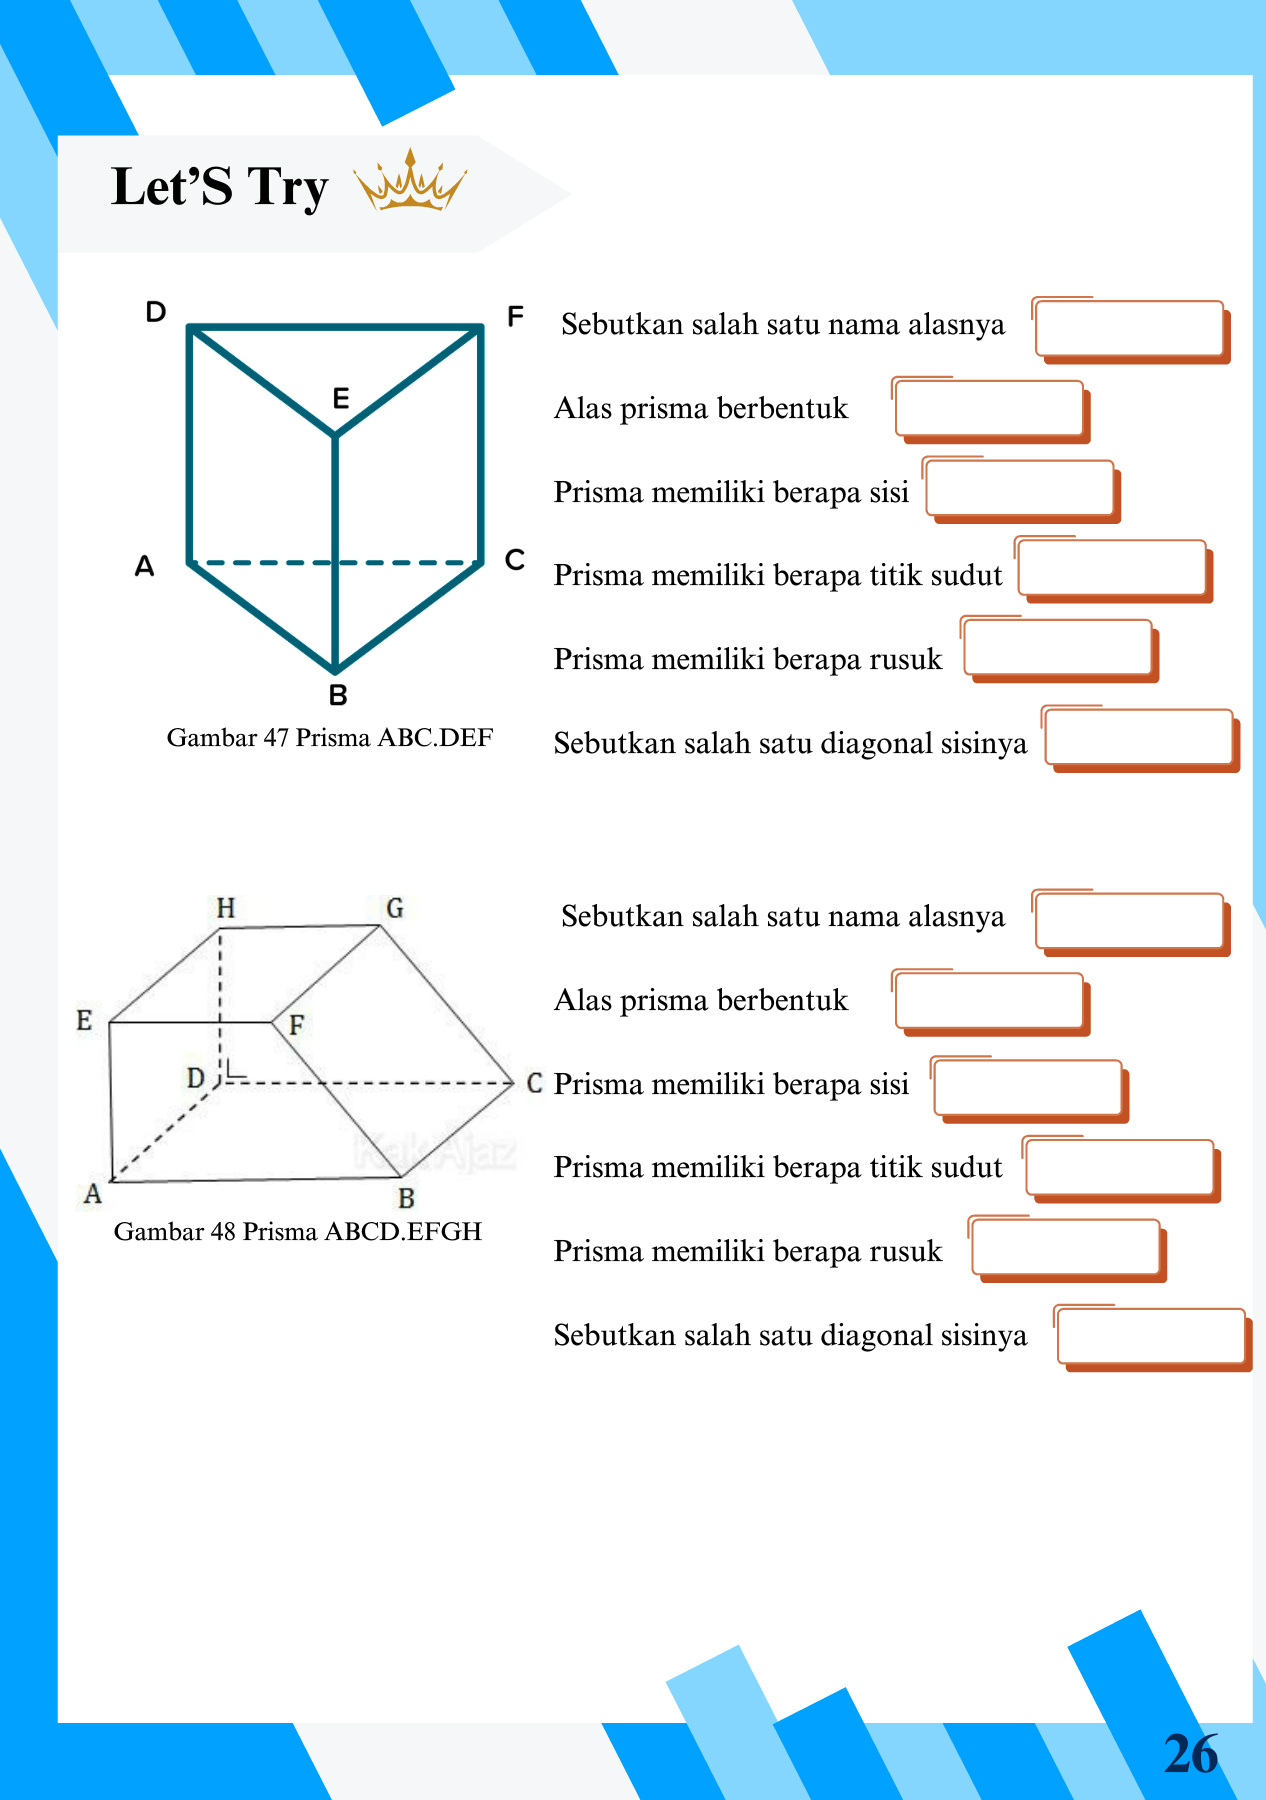 Let’S Try
D
F
E
A
C
B
Gambar 47 Prisma ABC.DEF
Sebutkan salah satu nama alasnya
Alas prisma berbentuk
Prisma memiliki berapa sisi
Prisma memiliki berapa titik sudut
Prisma memiliki berapa rusuk
Sebutkan salah satu diagonal sisinya
H
G
E
F
D
C
Kak Ajaz
A
B
Gambar 48 Prisma ABCD.EFGH
Sebutkan salah satu nama alasnya
Alas prisma berbentuk
Prisma memiliki berapa sisi
Prisma memiliki berapa titik sudut
Prisma memiliki berapa rusuk
Sebutkan salah satu diagonal sisinya
26